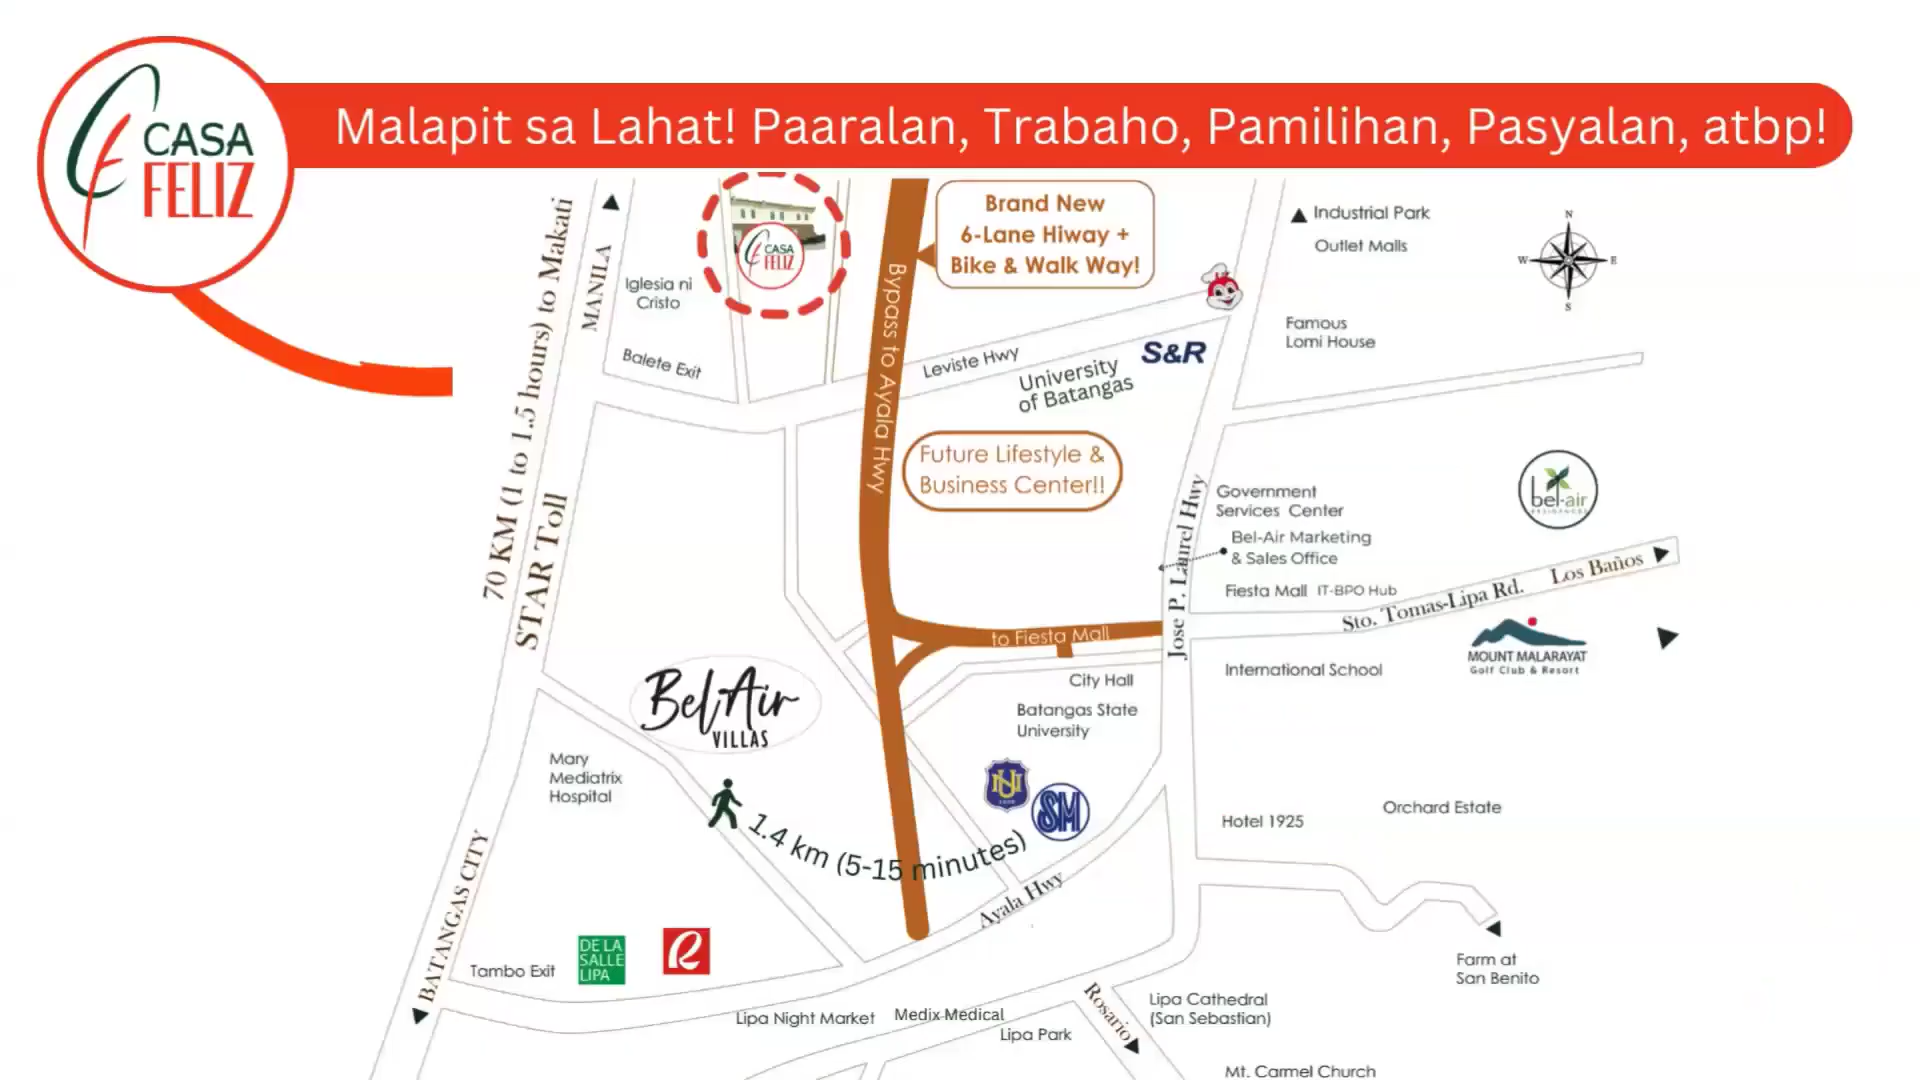 CASA
FELIZ
Malapit sa Lahat! Paaralan, Trabaho, Pamilihan, Pasyalan, atbp!
70 KM (1 to 1.5 hours) to Makati
MANILA
STAR Toll
BATANGAS CITY
CASA
FELIZ
Iglesia ni
Cristo
Balete Exit
Brand New
6-Lane Hiway +
Bike & Walk Way!
Bypass to Ayala Hwy
Leviste Hwy
University
of Batangas
S&R
Industrial Park
Outlet Malls
N
W
E
S
Famous
Lomi House
Future Lifestyle &
Business Center!!
Jose P. Laurel Hwy
Government
Services Center
Bel-Air Marketing
& Sales Office
Fiesta Mall IT-BPO Hub
bel-air
RESIDENCES
Sto. Tomas-Lipa Rd.
Los Baños
to Fiesta Mall
MOUNT MALARAYAT
Golf Club & Resort
International School
City Hall
Batangas State
University
BelAir
VILLAS
Mary
Mediatrix
Hospital
1.4 km (5-15 minutes)
NU
SM
Hotel 1925
Orchard Estate
Ayala Hwy
Farm at
San Benito
Tambo Exit
DE LA
SALLE
LIPA
R
Lipa Night Market
Medix Medical
Lipa Park
Rosario
Lipa Cathedral
(San Sebastian)
Mt. Carmel Church